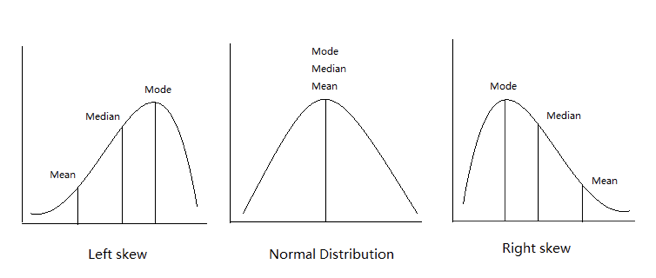 Mode
Median
Mean
Left skew
Mode
Median
Mean
Normal Distribution
Mode
Median
Mean
Right skew